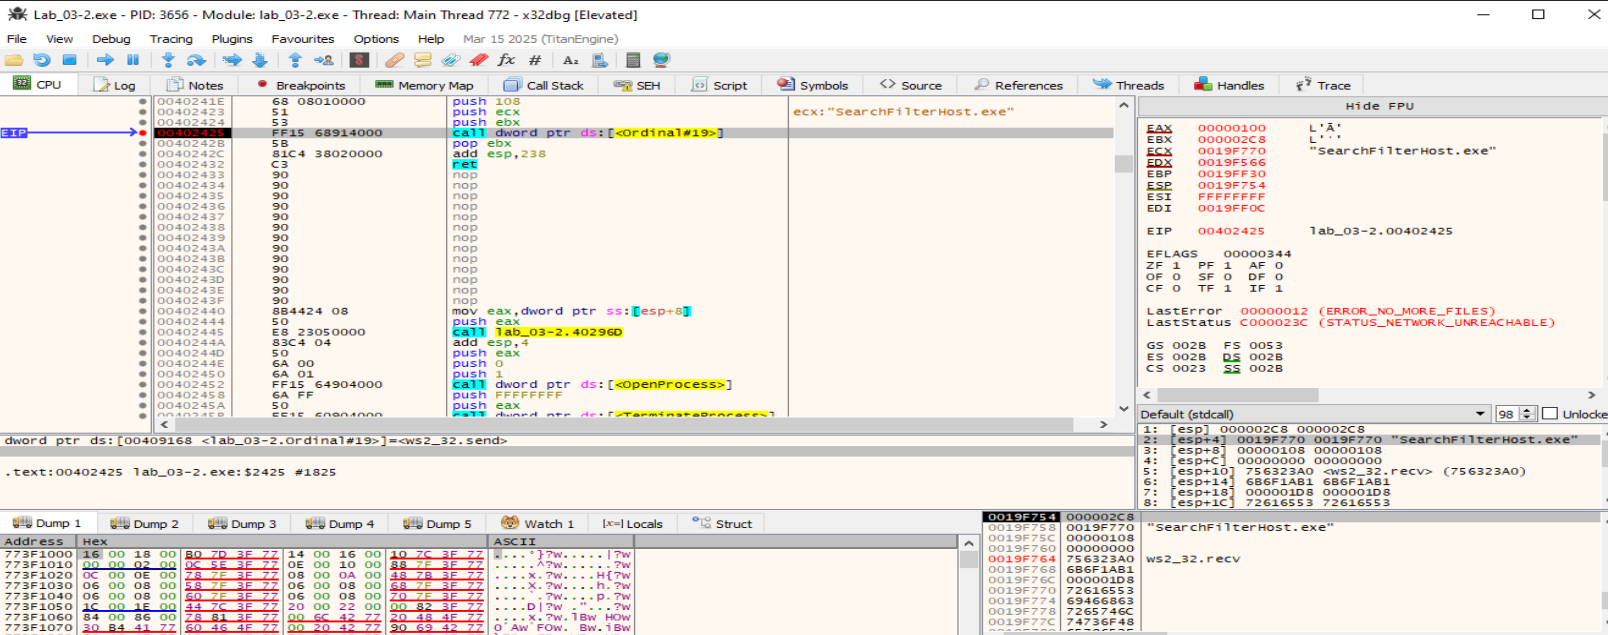 Lab_03-2.exe - PID: 3656 - Module: lab_03-2.exe - Thread: Main Thread 772 - x32dbg [Elevated]
File View Debug Tracing Plugins Favourites Options Help Mar 15 2025 (TitanEngine)
CPU Log Notes Breakpoints Memory Map Call Stack SEH Script Symbols Source References Threads Handles Trace
0040241E 68 08010000 push 108
00402423 51 push ecx ecx:"SearchFilterHost.exe"
00402424 53 push ebx
EIP 00402425 FF15 68914000 call dword ptr ds:[<Ordinal#19>]
0040242B 5B pop ebx
0040242C 81C4 38020000 add esp,238
00402432 C3 ret
00402433 90 nop
00402434 90 nop
00402435 90 nop
00402436 90 nop
00402437 90 nop
00402438 90 nop
00402439 90 nop
0040243A 90 nop
0040243B 90 nop
0040243C 90 nop
0040243D 90 nop
0040243E 90 nop
0040243F 90 nop
00402440 8B4424 08 mov eax,dword ptr ss:[esp+8]
00402444 50 push eax
00402445 E8 23050000 call lab_03-2.40296D
0040244A 83C4 04 add esp,4
0040244D 50 push eax
0040244E 6A 00 push 0
00402450 6A 01 push 1
00402452 FF15 64904000 call dword ptr ds:[<OpenProcess>]
00402458 6A FF push FFFFFFFF
0040245A 50 push eax
call dword ptr ds:[<TerminateProcess>]
Hide FPU
EAX 00000100 L'Ā'
EBX 000002C8
ECX 0019F770 "SearchFilterHost.exe"
EDX 0019F566
EBP 0019FF30
ESP 0019F754
ESI FFFFFFFF
EDI 0019FF0C
EIP 00402425 lab_03-2.00402425
EFLAGS 00000344
ZF 1 PF 1 AF 0
OF 0 SF 0 DF 0
CF 0 TF 1 IF 1
LastError 00000012 (ERROR_NO_MORE_FILES)
LastStatus C000023C (STATUS_NETWORK_UNREACHABLE)
GS 002B FS 0053
ES 002B DS 002B
CS 0023 SS 002B
Default (stdcall) 98 Unlocke
1: [esp] 000002C8 000002C8
2: [esp+4] 0019F770 0019F770 "SearchFilterHost.exe"
3: [esp+8] 00000108 00000108
4: [esp+C] 00000000 00000000
5: [esp+10] 756323A0 <ws2_32.recv> (756323A0)
6: [esp+14] 6B6F1AB1 6B6F1AB1
7: [esp+18] 000001D8 000001D8
8: [esp+1C] 72616553 72616553
dword ptr ds:[00409168 <lab_03-2.Ordinal#19>]=<ws2_32.send>
.text:00402425 lab_03-2.exe:$2425 #1825
Dump 1 Dump 2 Dump 3 Dump 4 Dump 5 Watch 1 [x=] Locals Struct
Address Hex ASCII
773F1000 16 00 18 00 B0 7D 3F 77 14 00 16 00 10 7C 3F 77 ....°}?w.....|?w
773F1010 00 00 02 00 0C 5E 3F 77 0E 00 10 00 88 7F 3F 77 .....^?w......?w
773F1020 0C 00 0E 00 78 7F 3F 77 08 00 0A 00 48 7B 3F 77 ....x.?w....H{?w
773F1030 06 00 08 00 58 7F 3F 77 06 00 08 00 68 7F 3F 77 ....X.?w....h.?w
773F1040 06 00 08 00 60 7F 3F 77 06 00 08 00 70 7F 3F 77 ....`.?w....p.?w
773F1050 1C 00 1E 00 44 7C 3F 77 20 00 22 00 00 82 3F 77 ....D|?w ."...?w
773F1060 84 00 86 00 78 81 3F 77 00 6C 42 77 20 48 4F 77 ....x.?w.lBw HOw
773F1070 30 B4 41 77 60 46 4F 77 00 20 42 77 90 69 42 77 0´Aw`FOw. Bw.iBw
0019F754 000002C8
0019F758 0019F770 "SearchFilterHost.exe"
0019F75C 00000108
0019F760 00000000
0019F764 756323A0 ws2_32.recv
0019F768 6B6F1AB1
0019F76C 000001D8
0019F770 72616553
0019F774 69466863
0019F778 7265746C
0019F77C 74736F48